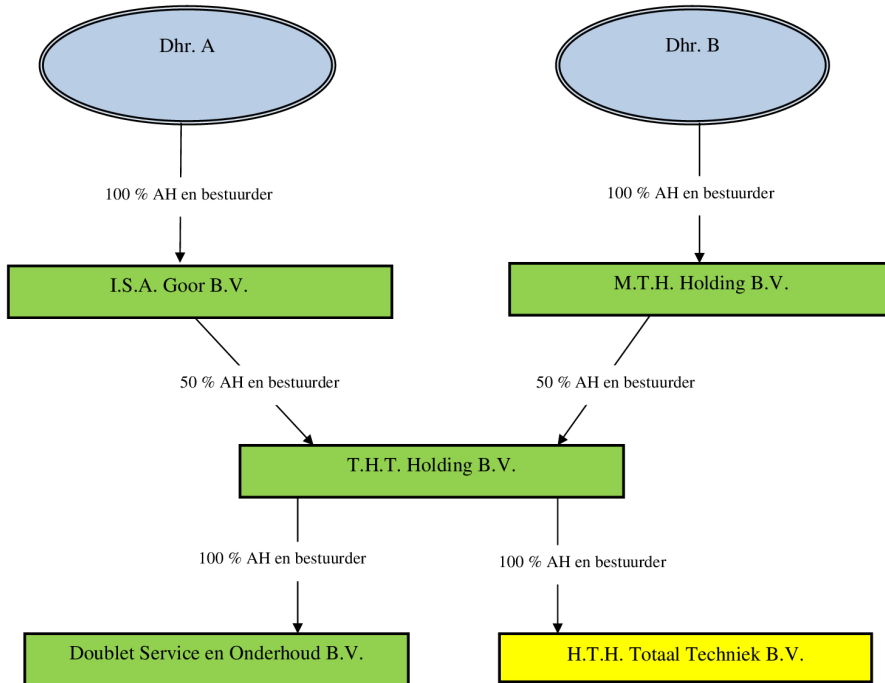 Dhr. A
Dhr. B
100 % AH en bestuurder
100 % AH en bestuurder
I.S.A. Goor B.V.
M.T.H. Holding B.V.
50 % AH en bestuurder
50 % AH en bestuurder
T.H.T. Holding B.V.
100 % AH en bestuurder
100 % AH en bestuurder
Doublet Service en Onderhoud B.V.
H.T.H. Totaal Techniek B.V.